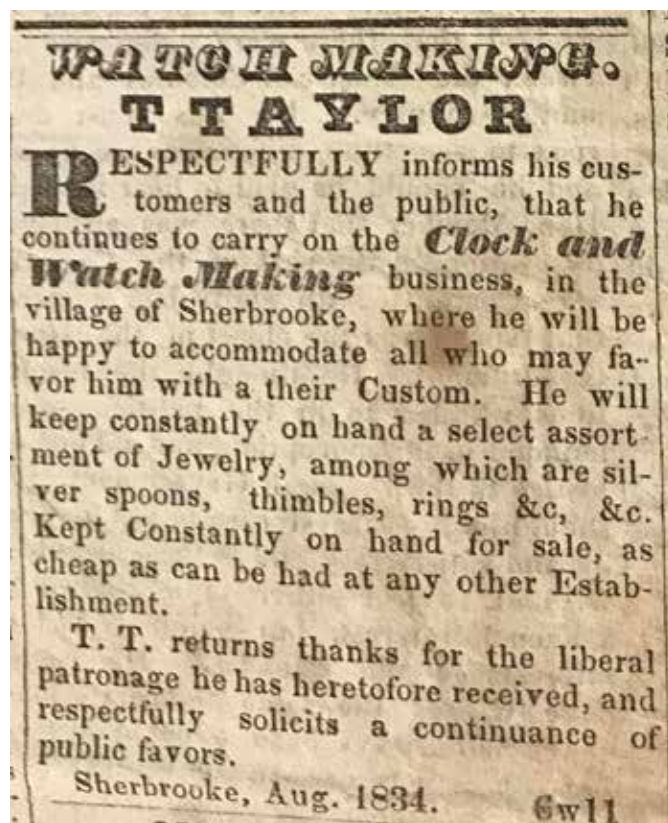 WATCH MAKING.
T TAYLOR
RESPECTFULLY informs his cus-
tomers and the public, that he
continues to carry on the Clock and
Watch Making business, in the
village of Sherbrooke, where he will be
happy to accommodate all who may fa-
vor him with a their Custom. He will
keep constantly on hand a select assort-
ment of Jewelry, among which are sil-
ver spoons, thimbles, rings &c, &c.
Kept Constantly on hand for sale, as
cheap as can be had at any other Estab-
lishment.
T. T. returns thanks for the liberal
patronage he has heretofore received, and
respectfully solicits a continuance of
public favors.
Sherbrooke, Aug. 1834. 6w11